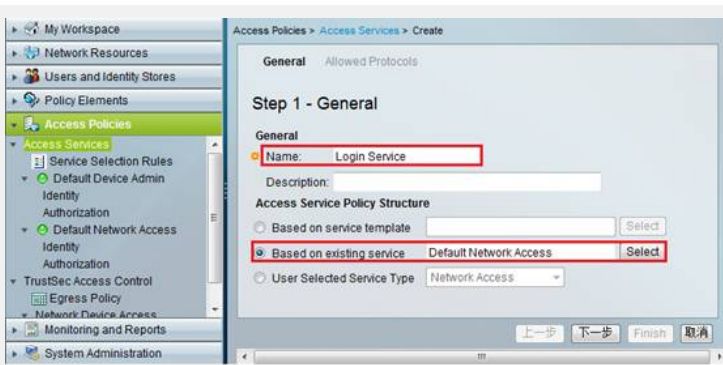 My Workspace
Network Resources
Users and Identity Stores
Policy Elements
Access Policies
Access Services
Service Selection Rules
Default Device Admin
Identity
Authorization
Default Network Access
Identity
Authorization
TrustSec Access Control
Egress Policy
Network Device Access
Monitoring and Reports
System Administration
Access Policies > Access Services > Create
General Allowed Protocols
Step 1 - General
General
Name: Login Service
Description:
Access Service Policy Structure
Based on service template Select
Based on existing service Default Network Access Select
User Selected Service Type Network Access
上一步 下一步 Finish 取消